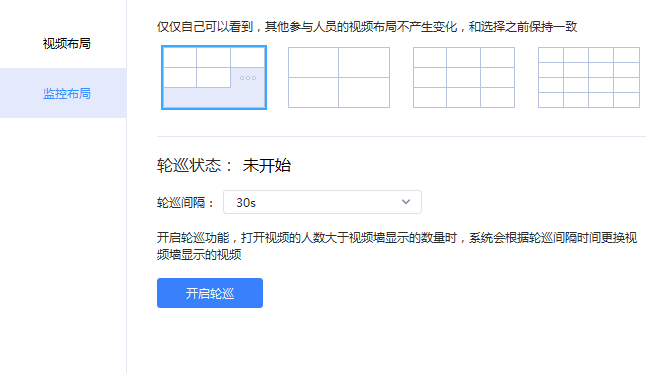 仅仅自己可以看到，其他参与人员的视频布局不产生变化，和选择之前保持一致
视频布局
监控布局
轮巡状态： 未开始
轮巡间隔： 30s
开启轮巡功能，打开视频的人数大于视频墙显示的数量时，系统会根据轮巡间隔时间更换视
频墙显示的视频
开启轮巡